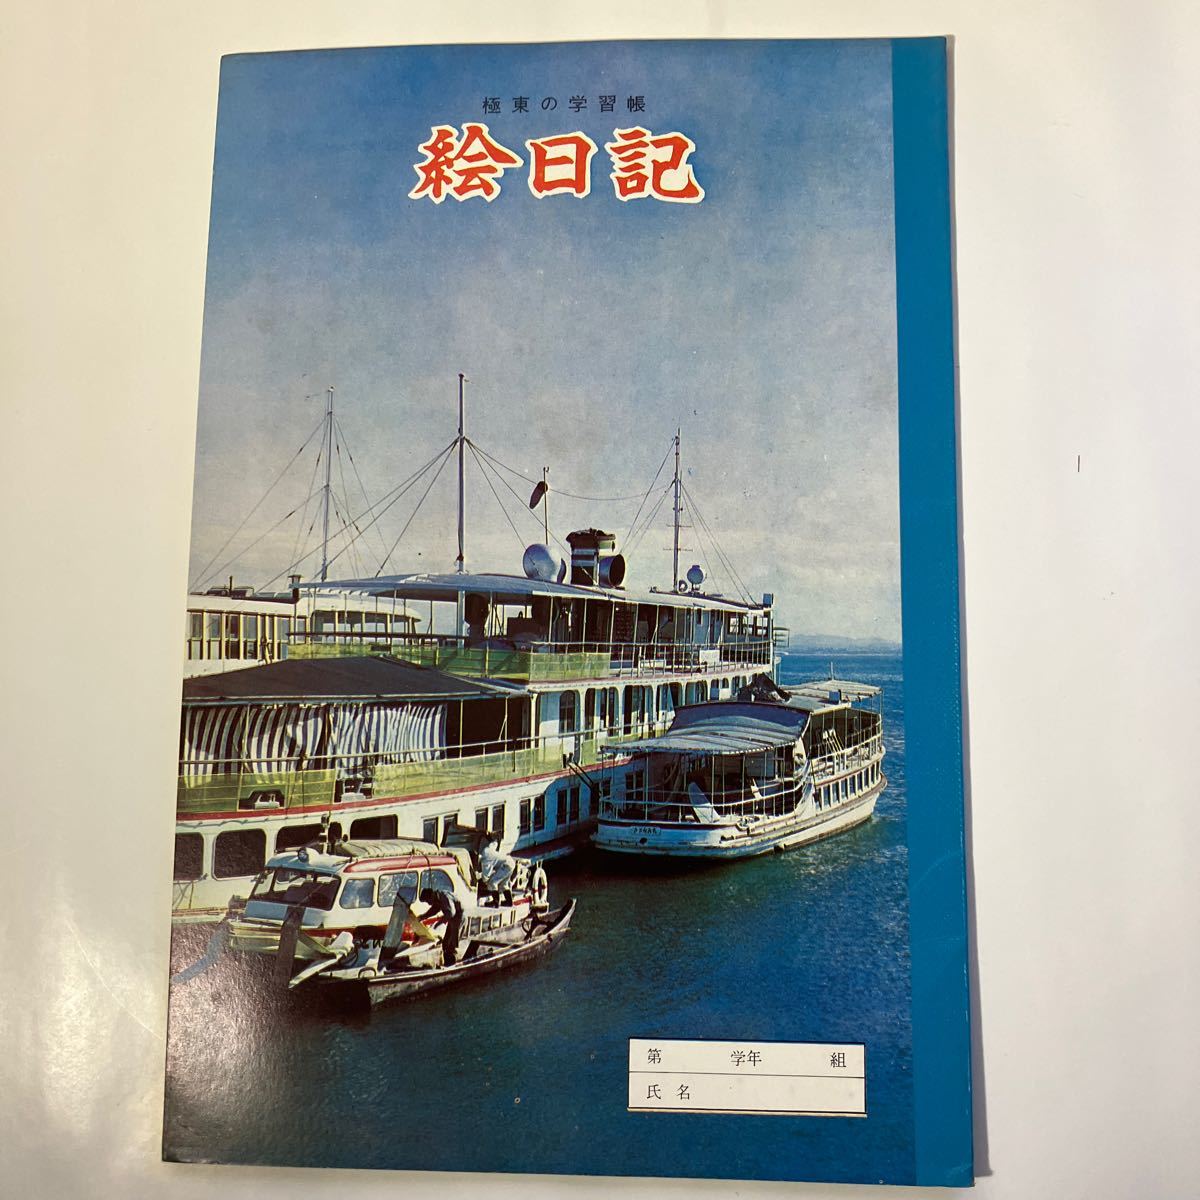 極東の学習帳
絵日記
第 学年 組
氏名